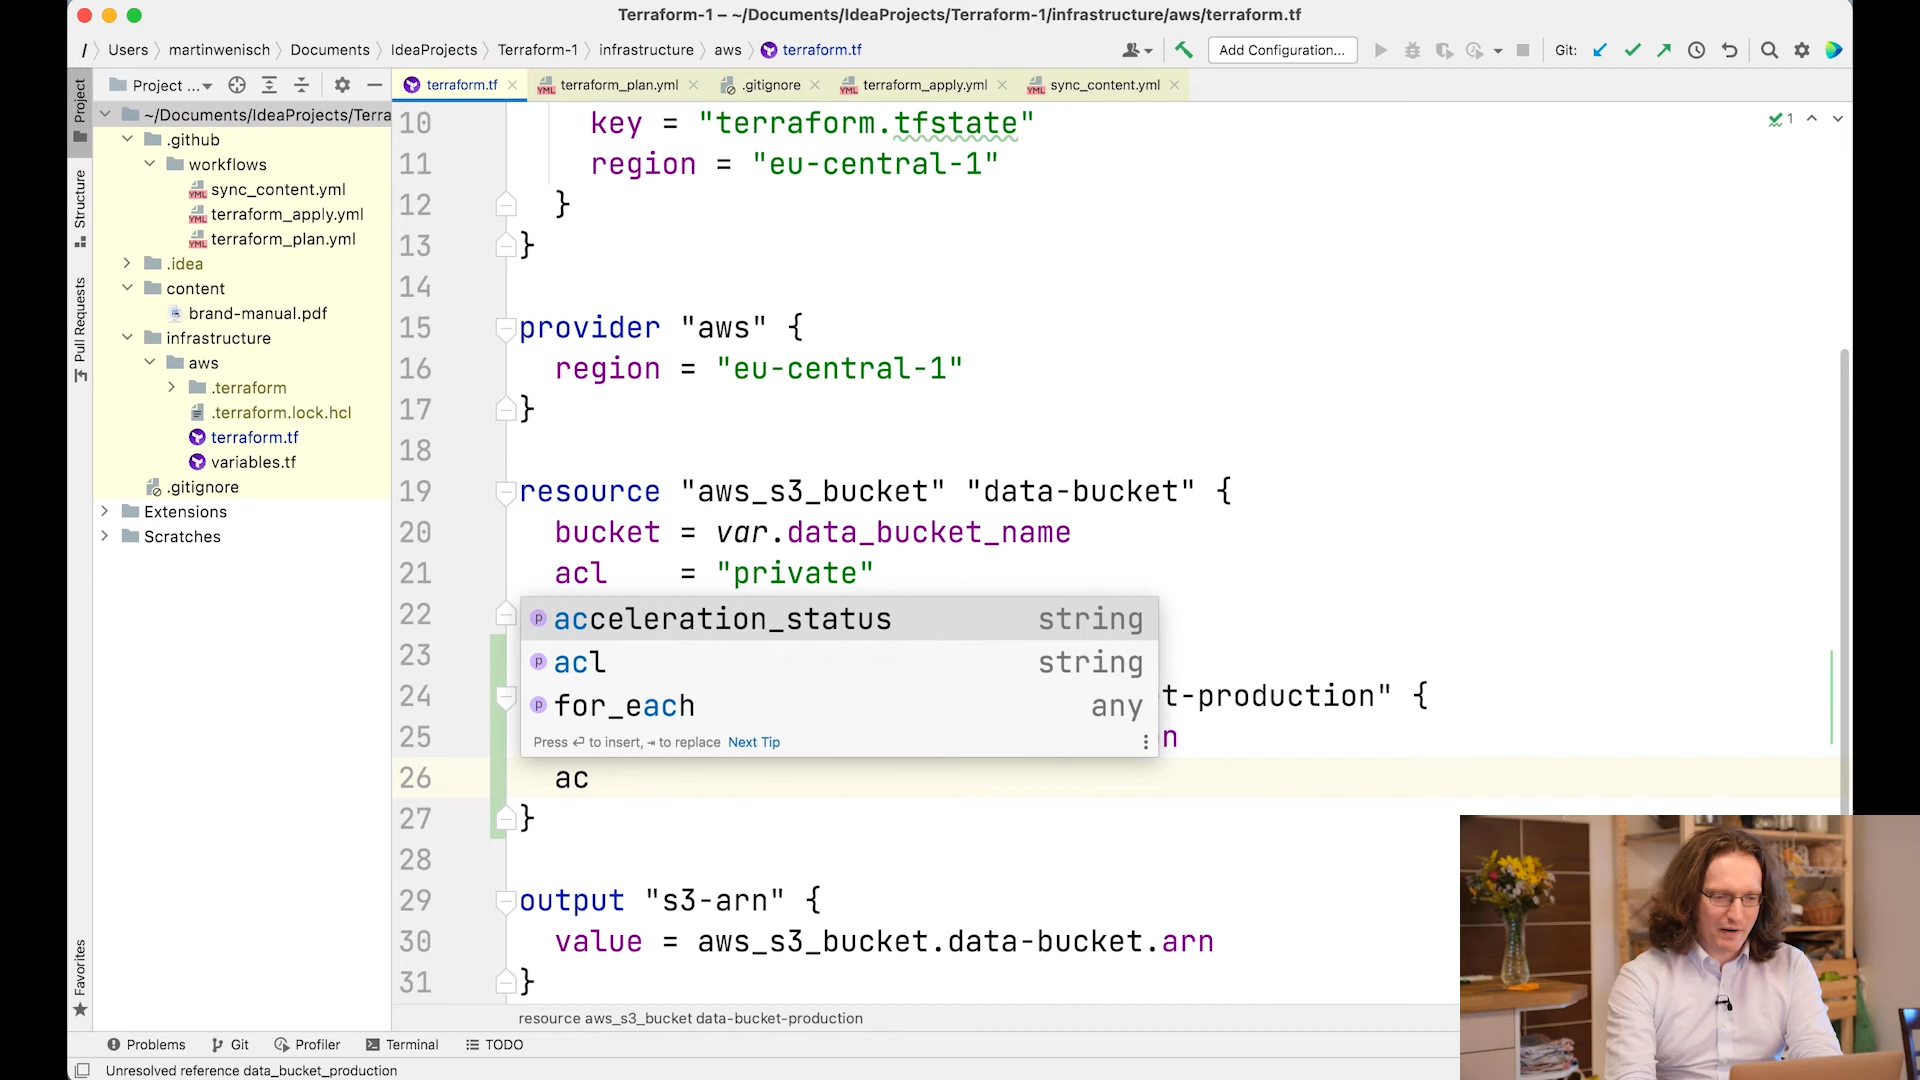 Terraform-1 – ~/Documents/IdeaProjects/Terraform-1/infrastructure/aws/terraform.tf
/ Users martinwenisch Documents IdeaProjects Terraform-1 infrastructure aws terraform.tf
Add Configuration...
Git:
Project ...
terraform.tf
terraform_plan.yml
.gitignore
terraform_apply.yml
sync_content.yml
Project
Structure
Pull Requests
Favorites
~/Documents/IdeaProjects/Terra
.github
workflows
sync_content.yml
terraform_apply.yml
terraform_plan.yml
.idea
content
brand-manual.pdf
infrastructure
aws
.terraform
.terraform.lock.hcl
terraform.tf
variables.tf
.gitignore
Extensions
Scratches
1
10 key = "terraform.tfstate"
11 region = "eu-central-1"
12 }
13 }
14
15 provider "aws" {
16 region = "eu-central-1"
17 }
18
19 resource "aws_s3_bucket" "data-bucket" {
20 bucket = var.data_bucket_name
21 acl = "private"
22
23
24 t-production" {
25 n
26 ac
27 }
28
29 output "s3-arn" {
30 value = aws_s3_bucket.data-bucket.arn
31 }
acceleration_status string
acl string
for_each any
Press ⏎ to insert, ⇥ to replace Next Tip
resource aws_s3_bucket data-bucket-production
Problems Git Profiler Terminal TODO
Unresolved reference data_bucket_production